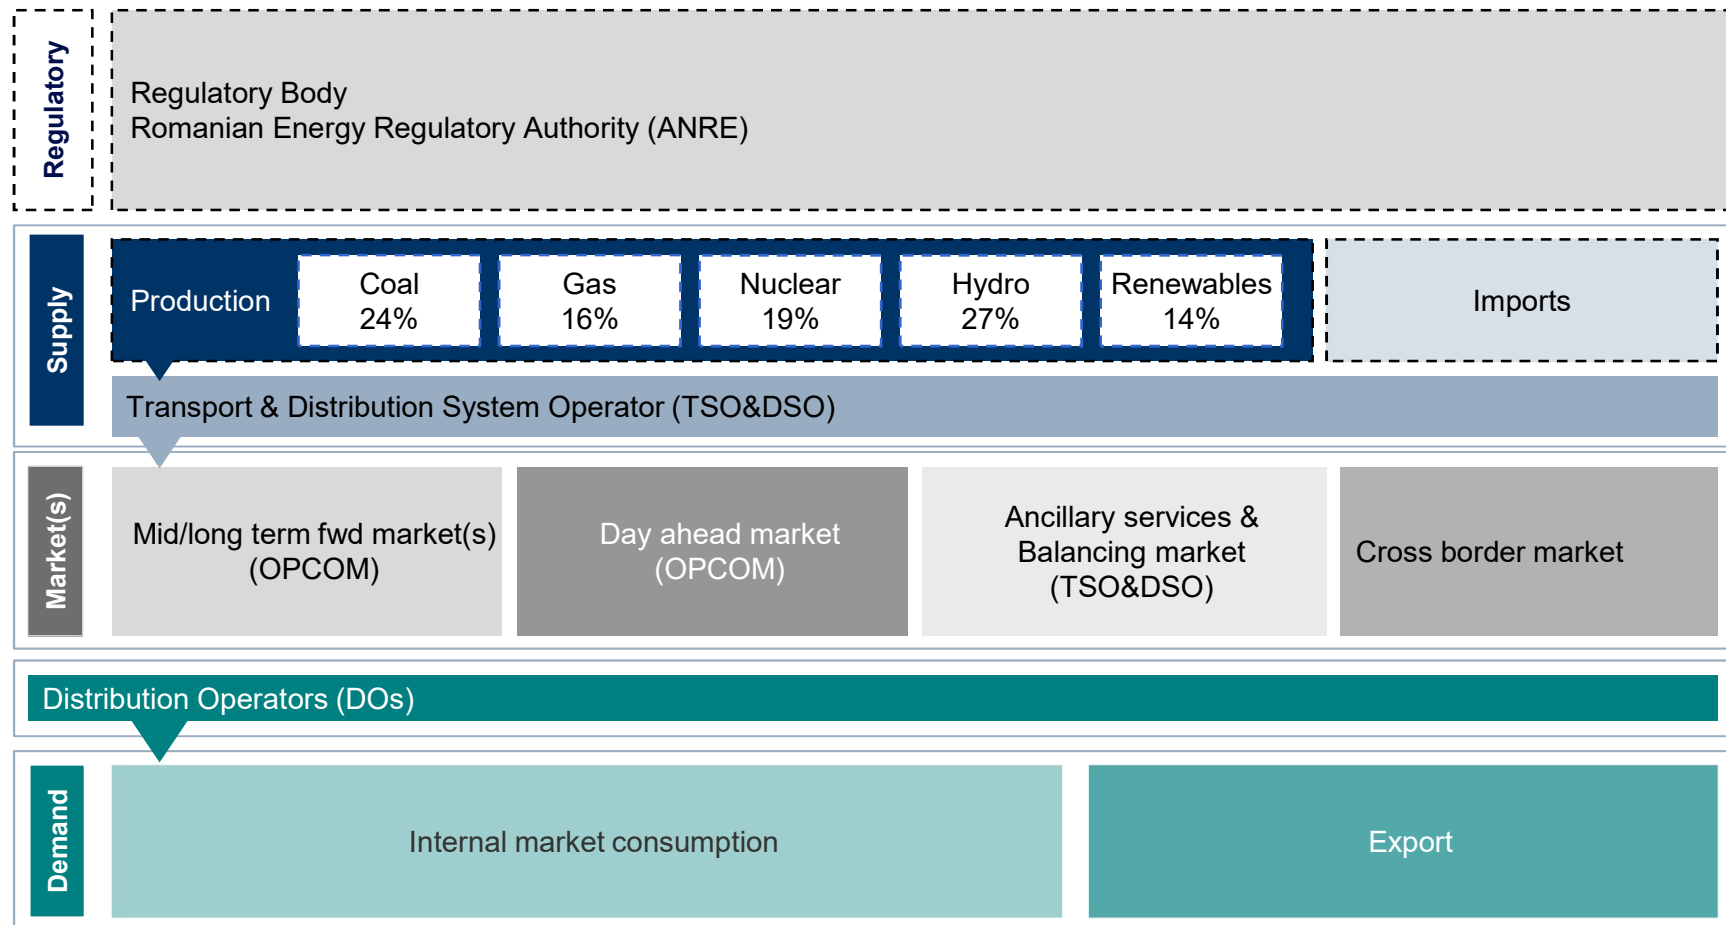 Regulatory
Regulatory Body
Romanian Energy Regulatory Authority (ANRE)
Supply
Production
Coal
24%
Gas
16%
Nuclear
19%
Hydro
27%
Renewables
14%
Imports
Transport & Distribution System Operator (TSO&DSO)
Market(s)
Mid/long term fwd market(s)
(OPCOM)
Day ahead market
(OPCOM)
Ancillary services &
Balancing market
(TSO&DSO)
Cross border market
Distribution Operators (DOs)
Demand
Internal market consumption
Export